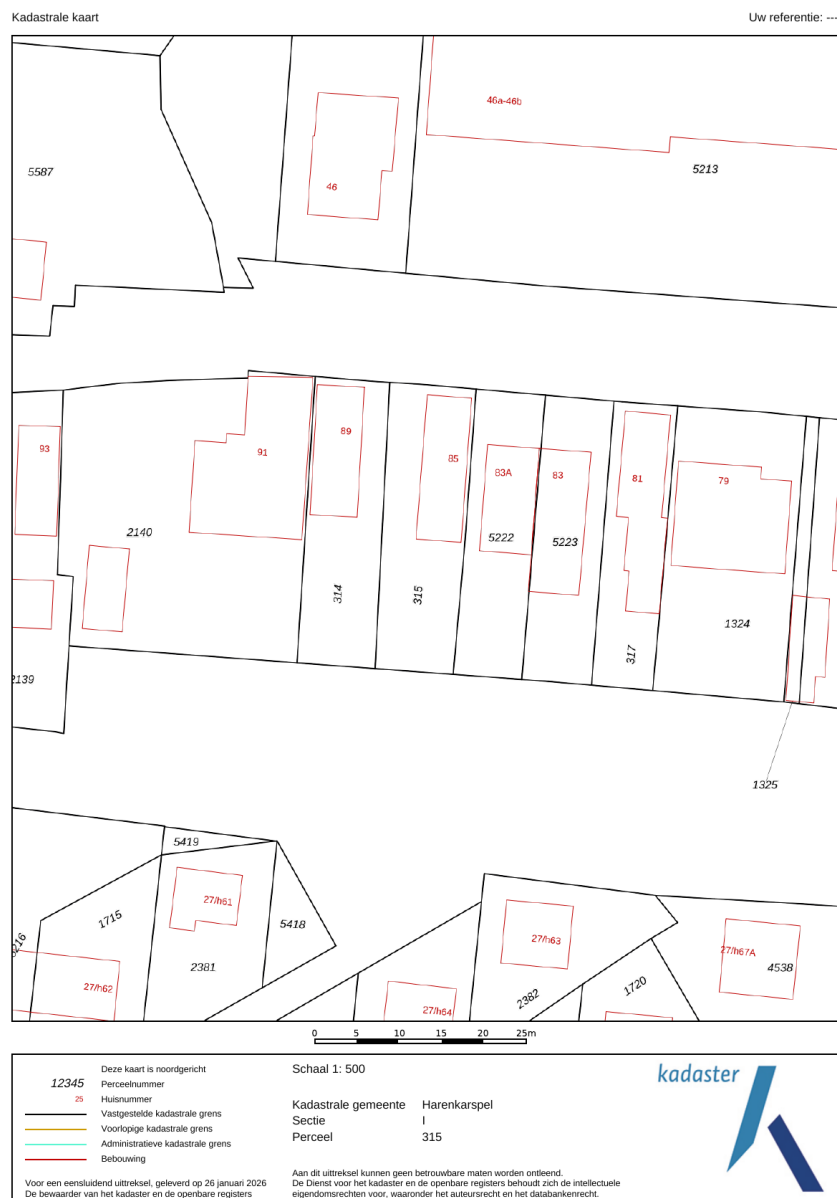 Kadastrale kaart
Uw referentie: ---
46a-46b
5587
5213
46
93
91
89
85
83A
83
81
79
2140
5222
5223
314
315
317
1324
2139
1325
5419
1715
27/h61
5418
27/h63
27/h67A
2381
4538
27/h62
2382
1720
27/h64
0 5 10 15 20 25m
Deze kaart is noordgericht
12345 Perceelnummer
25 Huisnummer
Vastgestelde kadastrale grens
Voorlopige kadastrale grens
Administratieve kadastrale grens
Bebouwing
Schaal 1: 500
Kadastrale gemeente Harenkarspel
Sectie I
Perceel 315
kadaster
Voor een eensluidend uittreksel, geleverd op 26 januari 2026
De bewaarder van het kadaster en de openbare registers
Aan dit uittreksel kunnen geen betrouwbare maten worden ontleend.
De Dienst voor het kadaster en de openbare registers behoudt zich de intellectuele
eigendomsrechten voor, waaronder het auteursrecht en het databankenrecht.